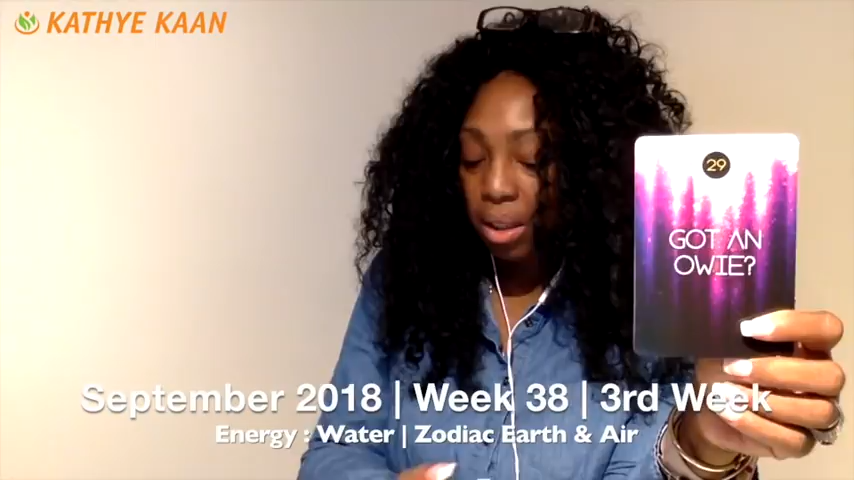 KATHYE KAAN
29
GOT AN
OWIE?
September 2018 | Week 38 | 3rd Week
Energy : Water | Zodiac Earth & Air